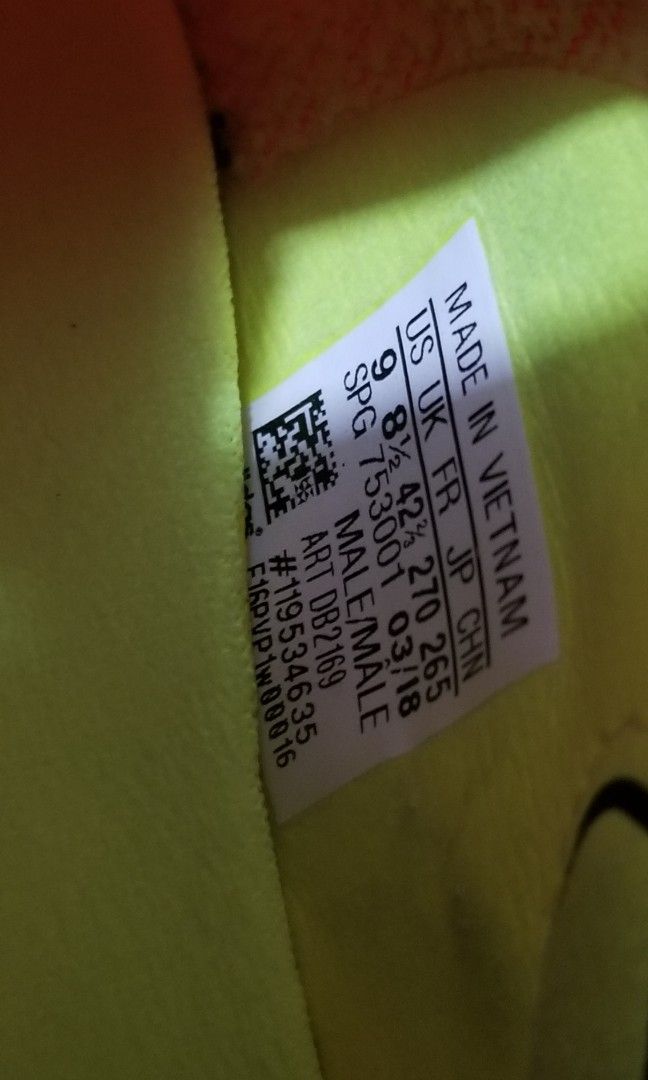 MADE IN VIETNAM
US UK FR JP CHN
9 8½ 42⅔ 270 265
SPG 753001 03/18
MALE/MÂLE
ART DB2169
#119534635
F16PVP1W00016